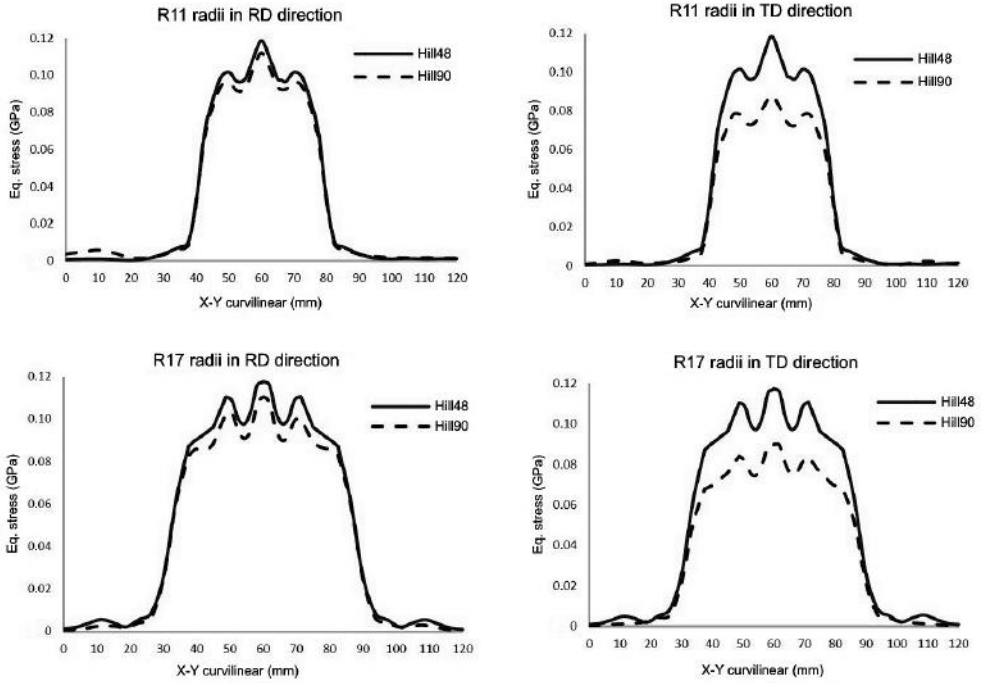 R11 radii in RD direction
0.12
0.10
0.08
0.06
0.04
0.02
0
Eq. stress (GPa)
Hill48
Hill90
0 10 20 30 40 50 60 70 80 90 100 110 120
X-Y curvilinear (mm)
R11 radii in TD direction
0.12
0.10
0.08
0.06
0.04
0.02
0
Eq. stress (GPa)
Hill48
Hill90
0 10 20 30 40 50 60 70 80 90 100 110 120
X-Y curvilinear (mm)
R17 radii in RD direction
0.12
0.10
0.08
0.06
0.04
0.02
0
Eq. stress (GPa)
Hill48
Hill90
0 10 20 30 40 50 60 70 80 90 100 110 120
X-Y curvilinear (mm)
R17 radii in TD direction
0.12
0.10
0.08
0.06
0.04
0.02
0
Eq. stress (GPa)
Hill48
Hill90
0 10 20 30 40 50 60 70 80 90 100 110 120
X-Y curvilinear (mm)